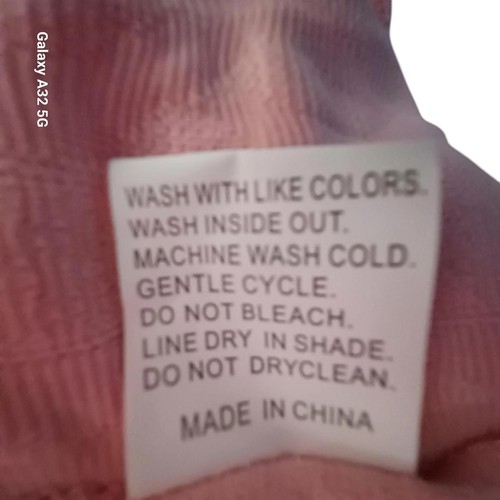 Galaxy A32 5G
WASH WITH LIKE COLORS.
WASH INSIDE OUT.
MACHINE WASH COLD.
GENTLE CYCLE.
DO NOT BLEACH.
LINE DRY IN SHADE.
DO NOT DRYCLEAN.
MADE IN CHINA